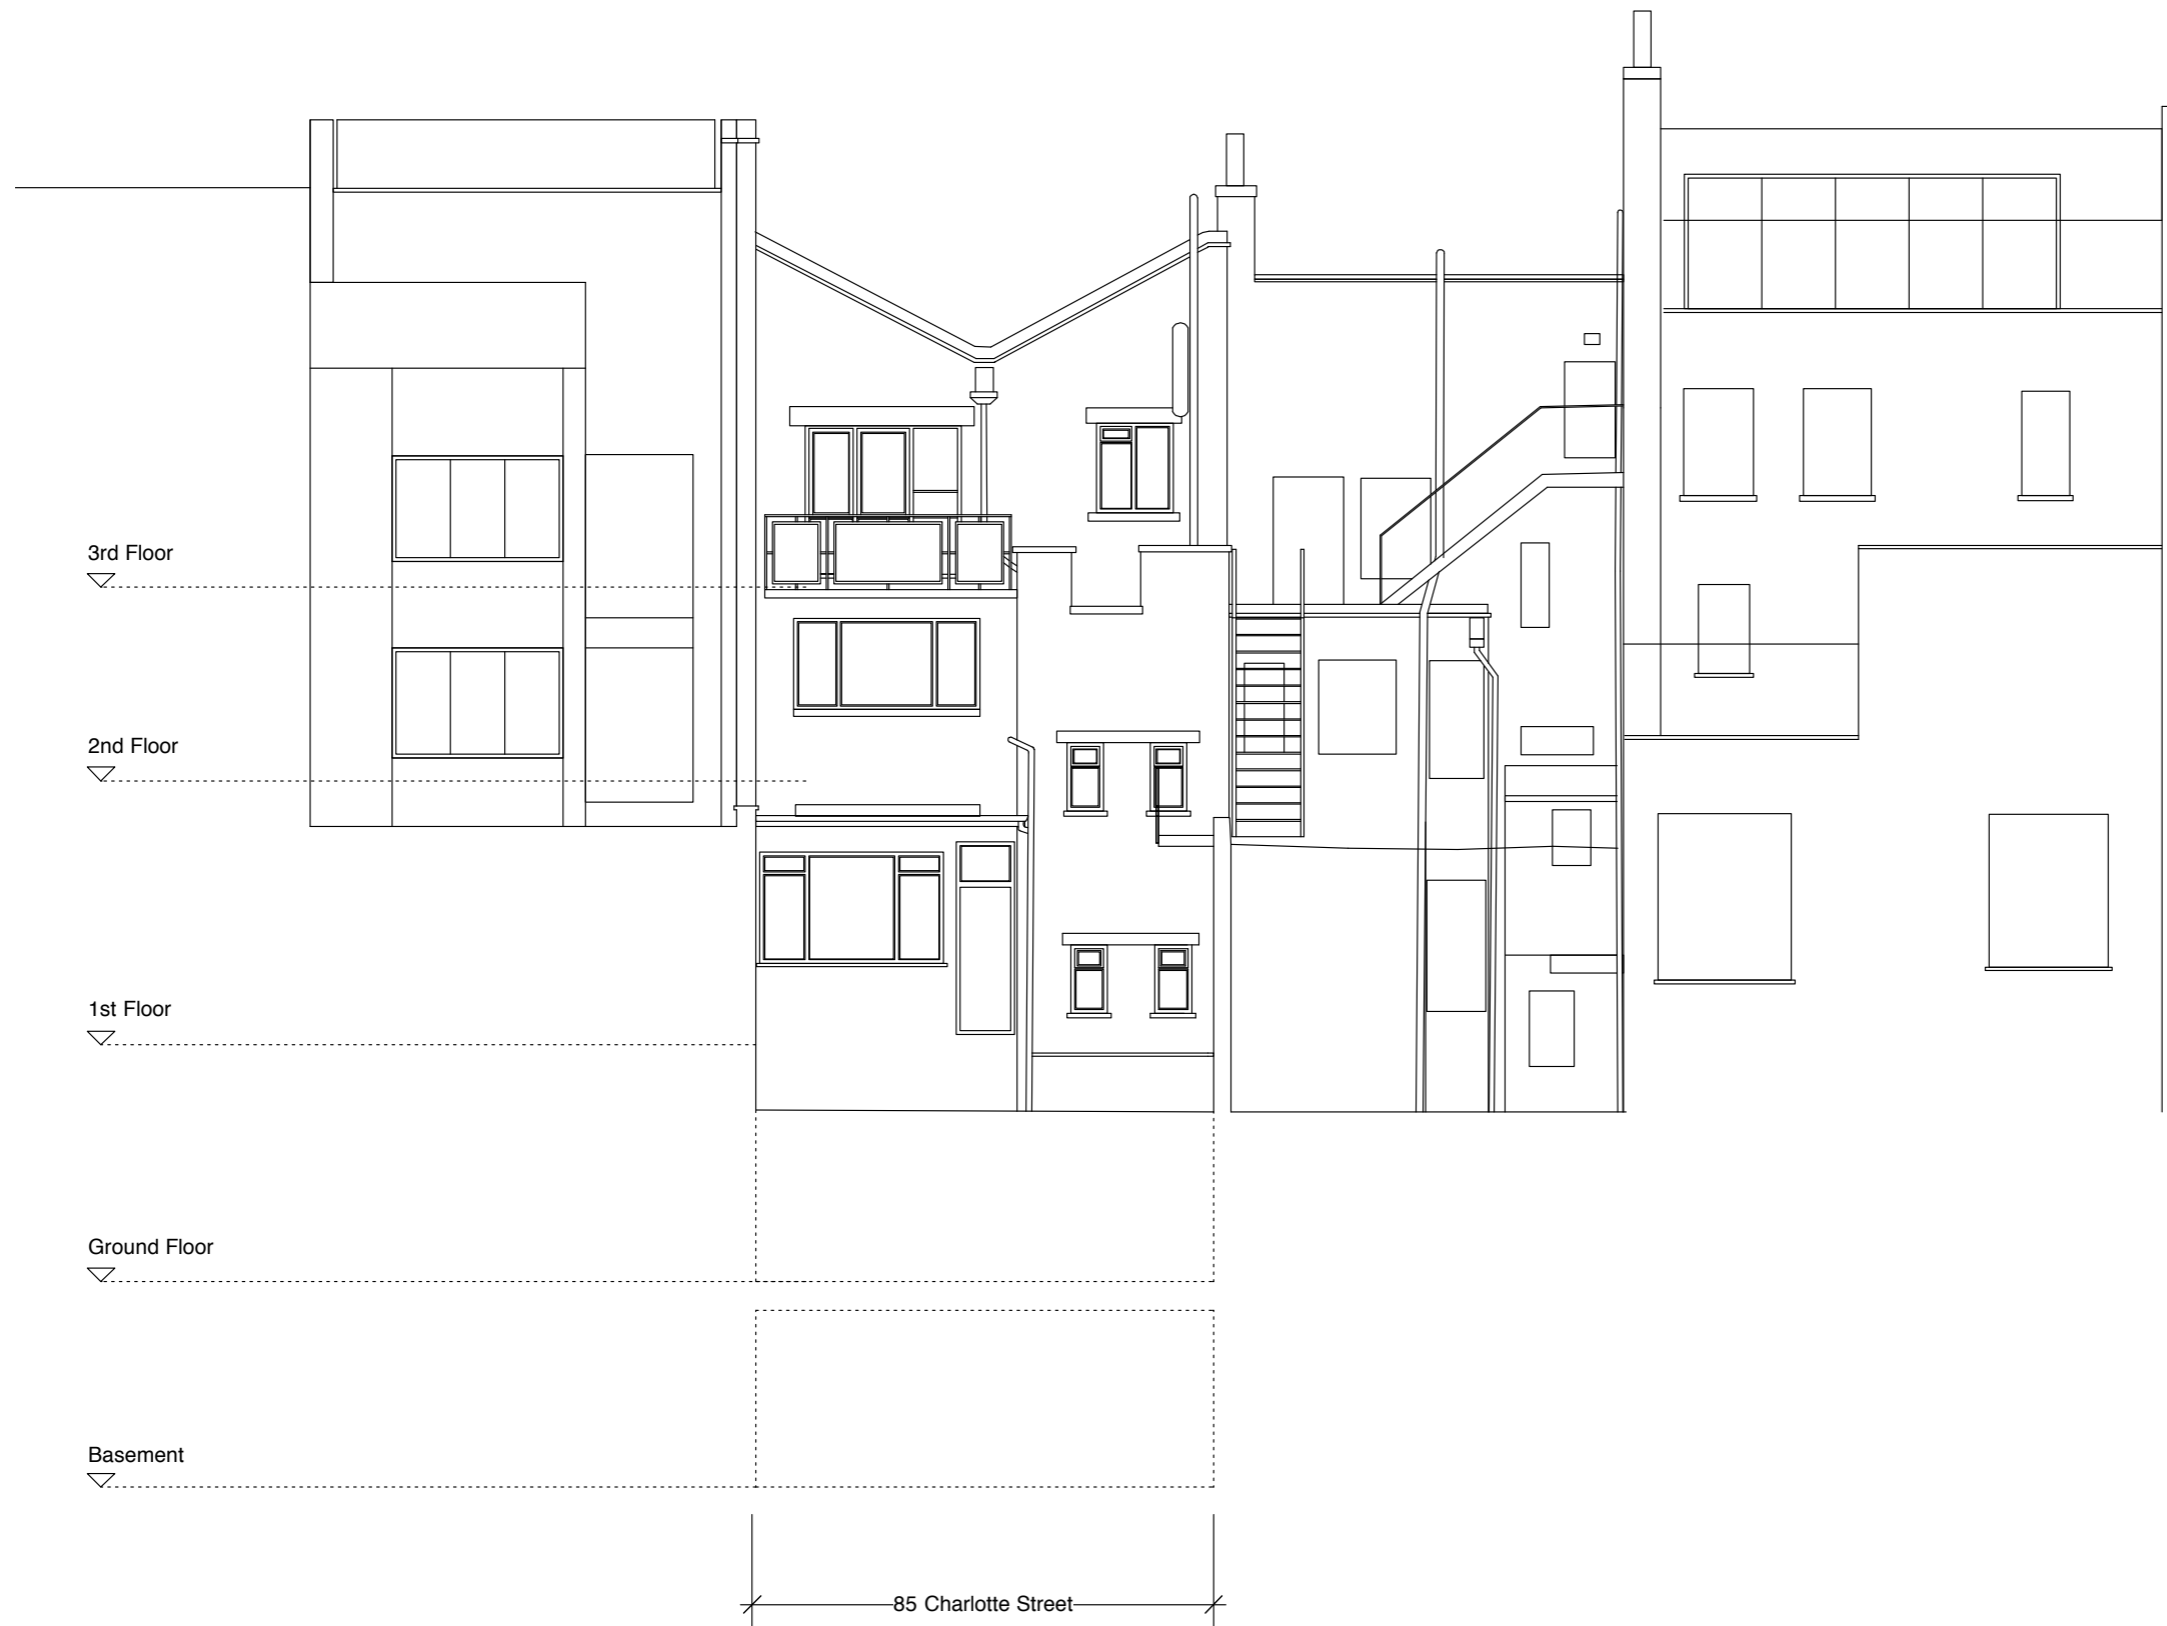 3rd Floor
2nd Floor
1st Floor
Ground Floor
Basement
85 Charlotte Street